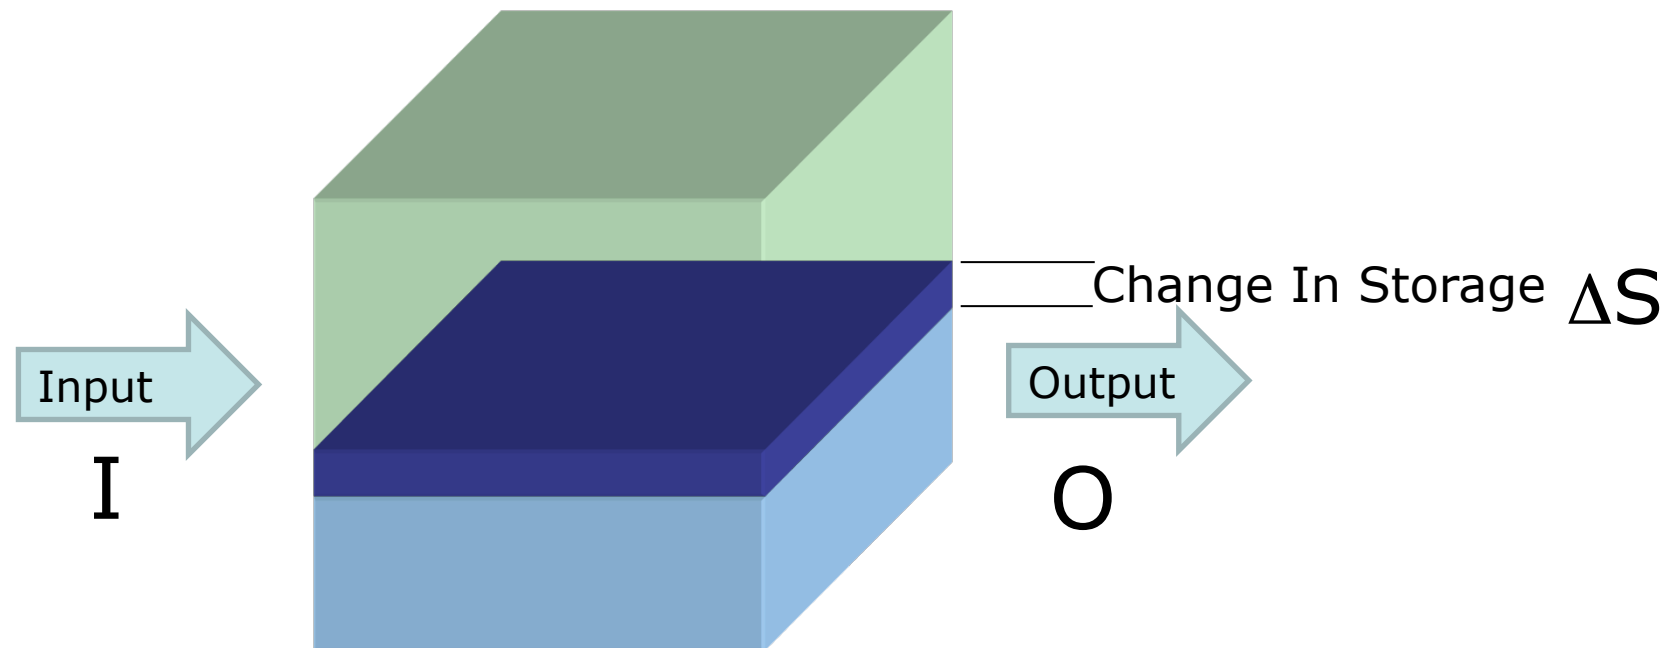 Change In Storage ΔS
Input
Output
I
O